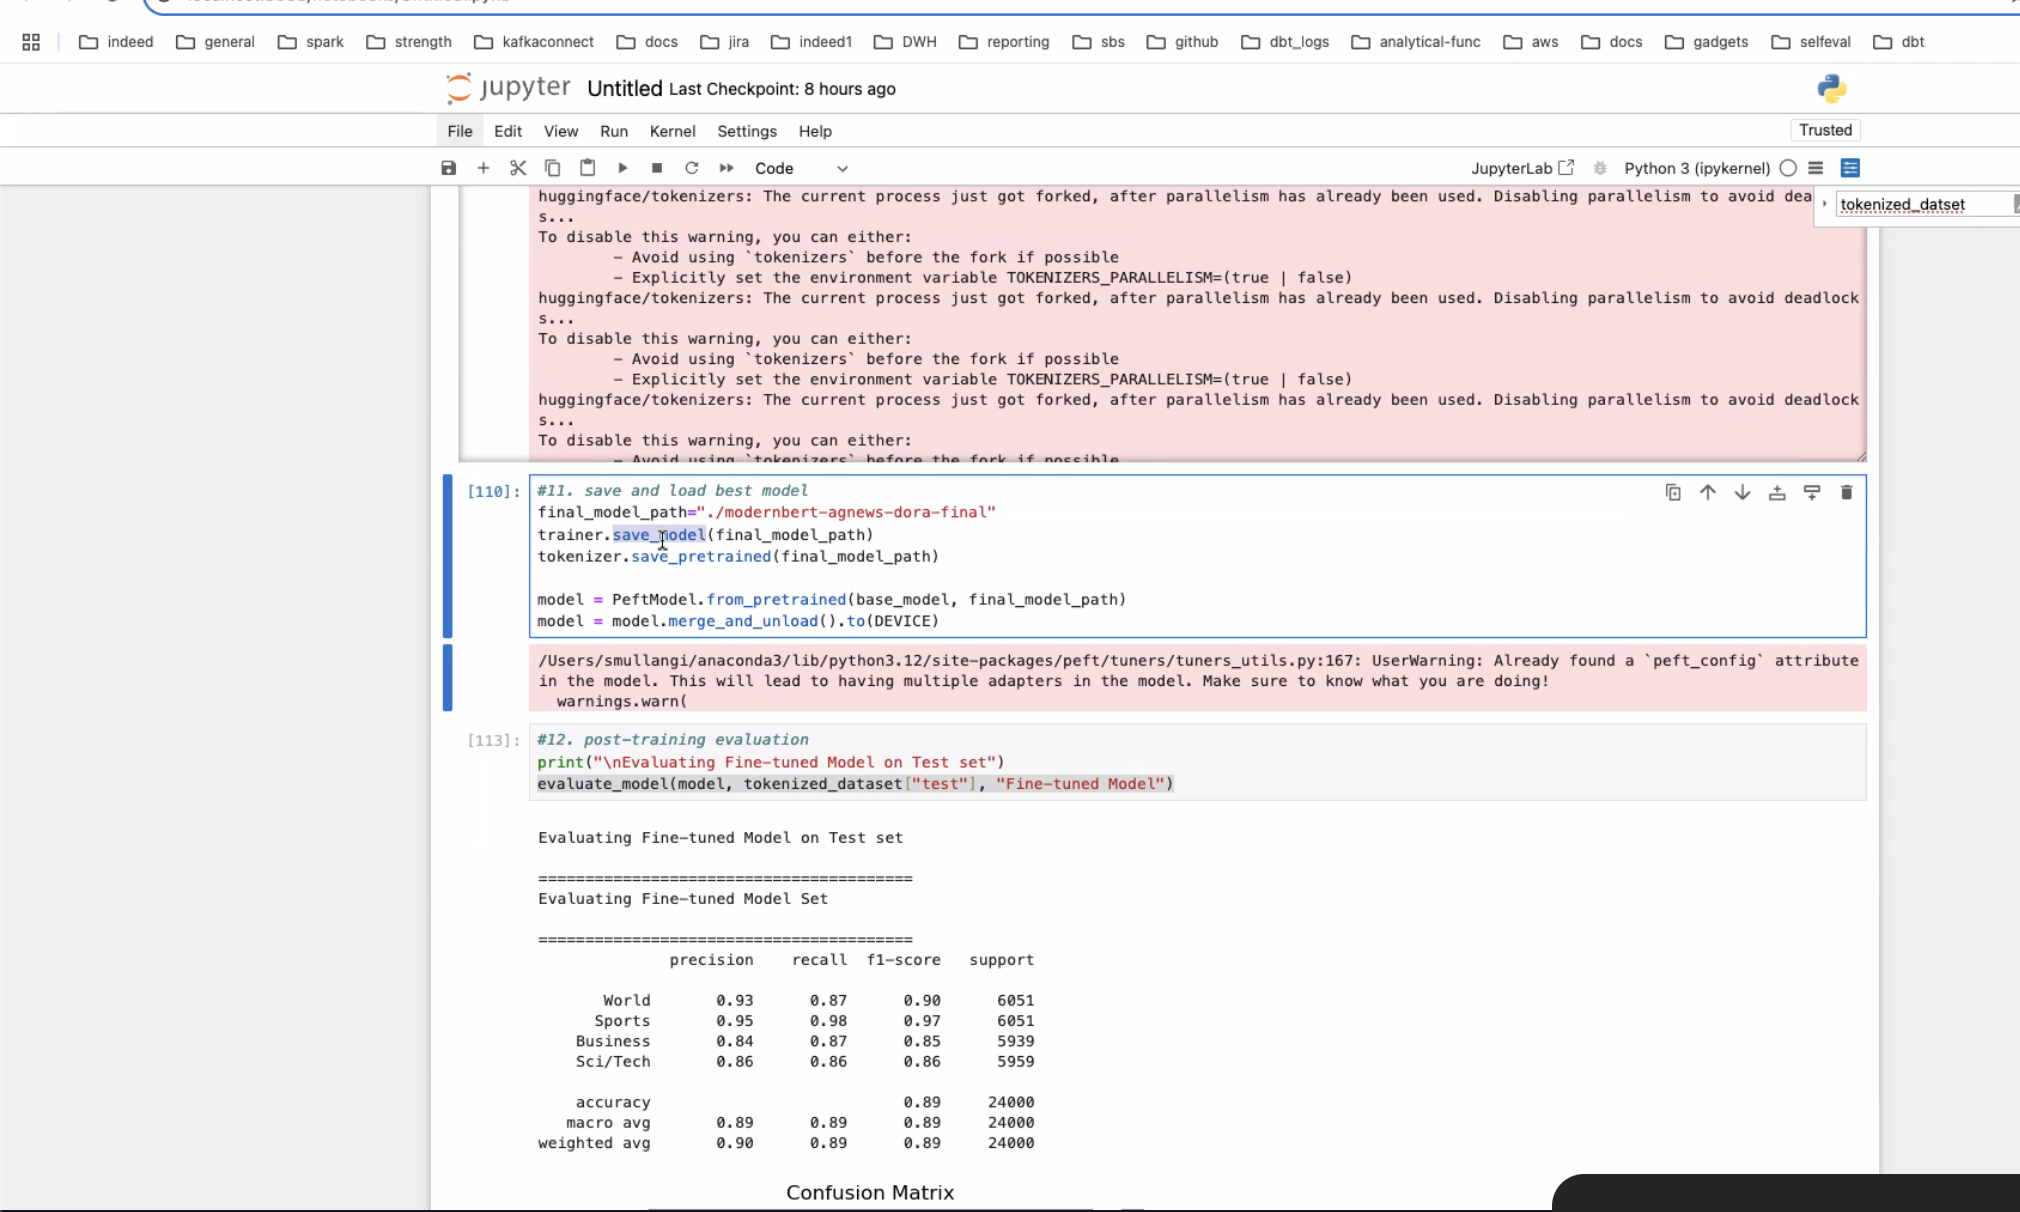 indeed general spark strength kafkaconnect docs jira indeed1 DWH reporting sbs github dbt_logs analytical-func aws docs gadgets selfeval dbt
jupyter Untitled Last Checkpoint: 8 hours ago
File Edit View Run Kernel Settings Help Trusted
Code JupyterLab Python 3 (ipykernel)
tokenized_datset
huggingface/tokenizers: The current process just got forked, after parallelism has already been used. Disabling parallelism to avoid dea
s...
To disable this warning, you can either:
- Avoid using `tokenizers` before the fork if possible
- Explicitly set the environment variable TOKENIZERS_PARALLELISM=(true | false)
huggingface/tokenizers: The current process just got forked, after parallelism has already been used. Disabling parallelism to avoid deadlock
s...
To disable this warning, you can either:
- Avoid using `tokenizers` before the fork if possible
- Explicitly set the environment variable TOKENIZERS_PARALLELISM=(true | false)
huggingface/tokenizers: The current process just got forked, after parallelism has already been used. Disabling parallelism to avoid deadlock
s...
To disable this warning, you can either:
- Avoid using `tokenizers` before the fork if possible
[110]: #11. save and load best model
final_model_path="./modernbert-agnews-dora-final"
trainer.save_model(final_model_path)
tokenizer.save_pretrained(final_model_path)
model = PeftModel.from_pretrained(base_model, final_model_path)
model = model.merge_and_unload().to(DEVICE)
/Users/smullangi/anaconda3/lib/python3.12/site-packages/peft/tuners/tuners_utils.py:167: UserWarning: Already found a `peft_config` attribute
in the model. This will lead to having multiple adapters in the model. Make sure to know what you are doing!
warnings.warn(
[113]: #12. post-training evaluation
print("\nEvaluating Fine-tuned Model on Test set")
evaluate_model(model, tokenized_dataset["test"], "Fine-tuned Model")
Evaluating Fine-tuned Model on Test set
========================================
Evaluating Fine-tuned Model Set
========================================
precision recall f1-score support
World 0.93 0.87 0.90 6051
Sports 0.95 0.98 0.97 6051
Business 0.84 0.87 0.85 5939
Sci/Tech 0.86 0.86 0.86 5959
accuracy 0.89 24000
macro avg 0.89 0.89 0.89 24000
weighted avg 0.90 0.89 0.89 24000
Confusion Matrix